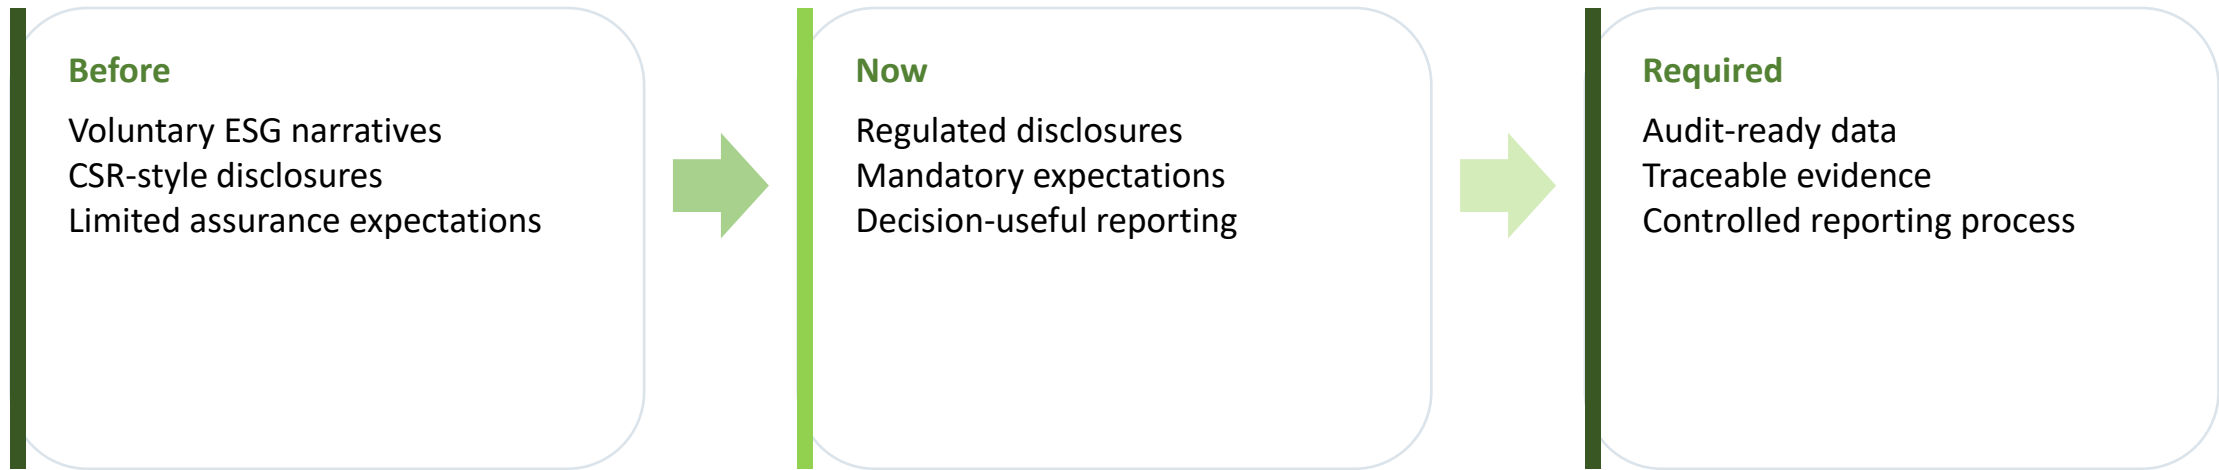 Before
Voluntary ESG narratives
CSR-style disclosures
Limited assurance expectations
Now
Regulated disclosures
Mandatory expectations
Decision-useful reporting
Required
Audit-ready data
Traceable evidence
Controlled reporting process